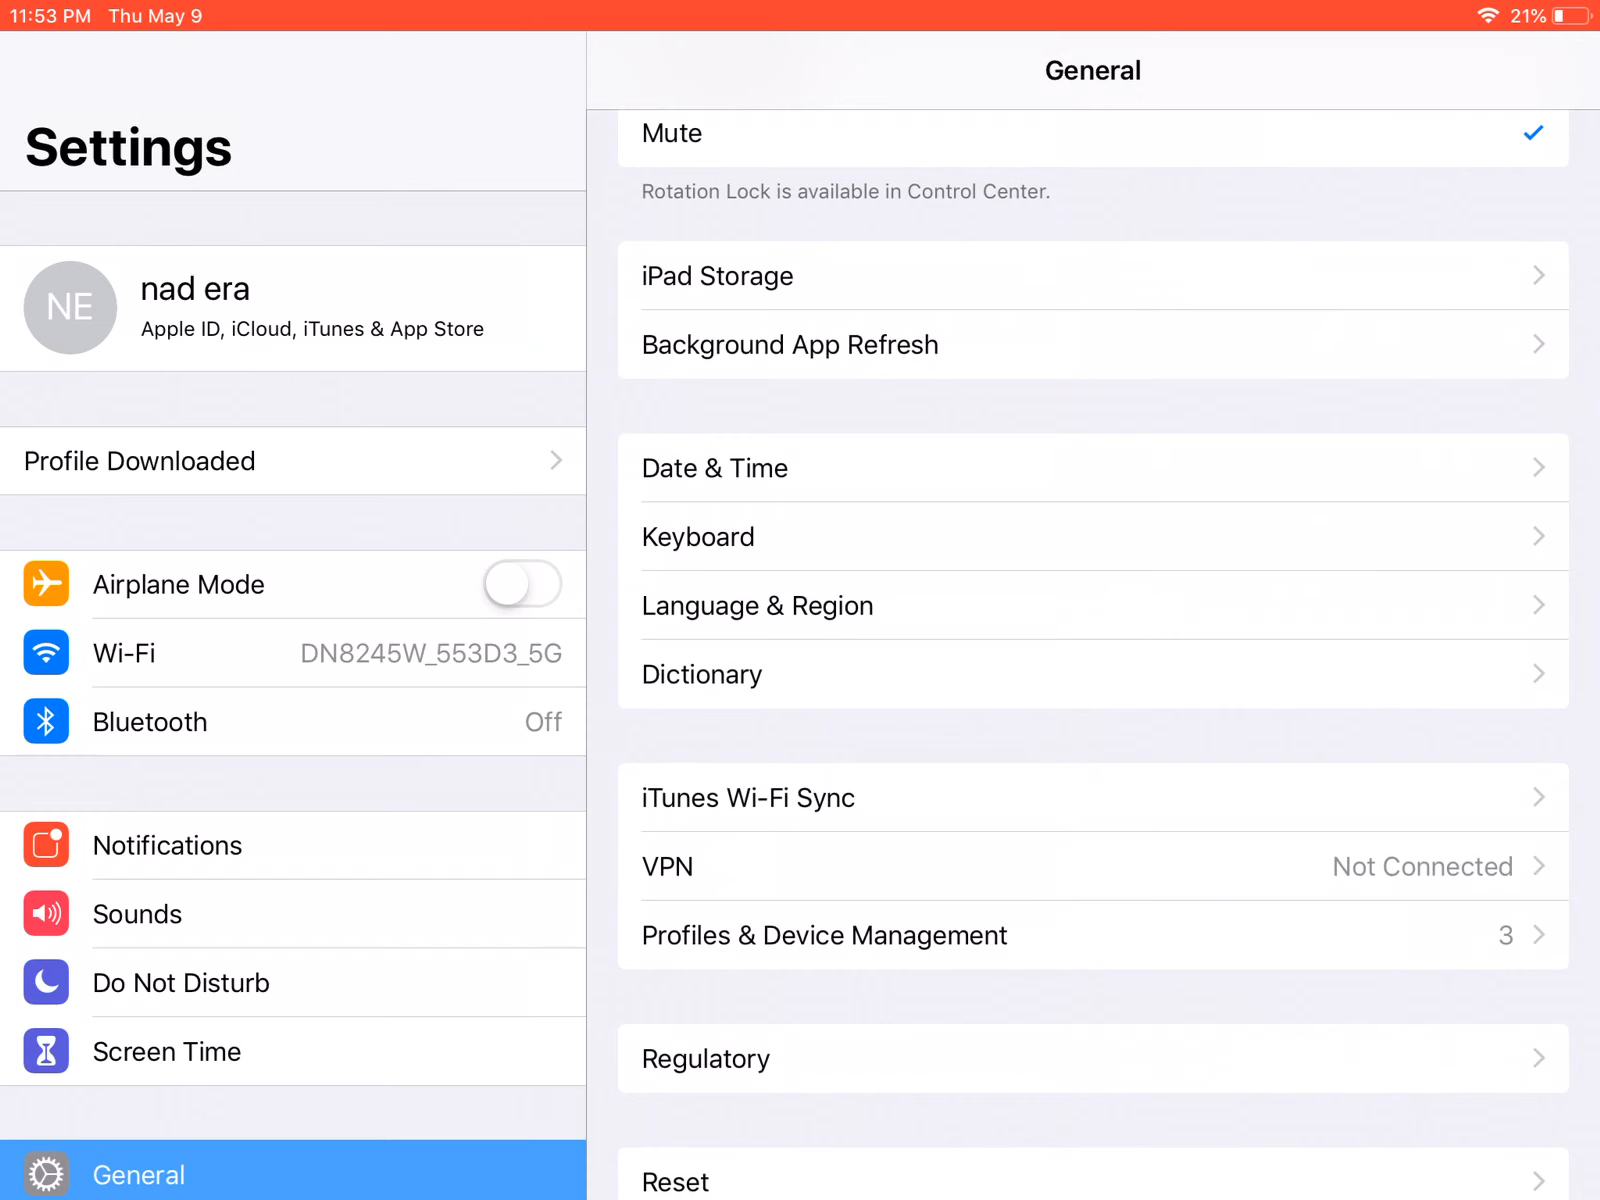 11:53 PM Thu May 9
21%
Settings
NE
nad era
Apple ID, iCloud, iTunes & App Store
Profile Downloaded
Airplane Mode
Wi-Fi DN8245W_553D3_5G
Bluetooth Off
Notifications
Sounds
Do Not Disturb
Screen Time
General
General
Mute
Rotation Lock is available in Control Center.
iPad Storage
Background App Refresh
Date & Time
Keyboard
Language & Region
Dictionary
iTunes Wi-Fi Sync
VPN Not Connected
Profiles & Device Management 3
Regulatory
Reset